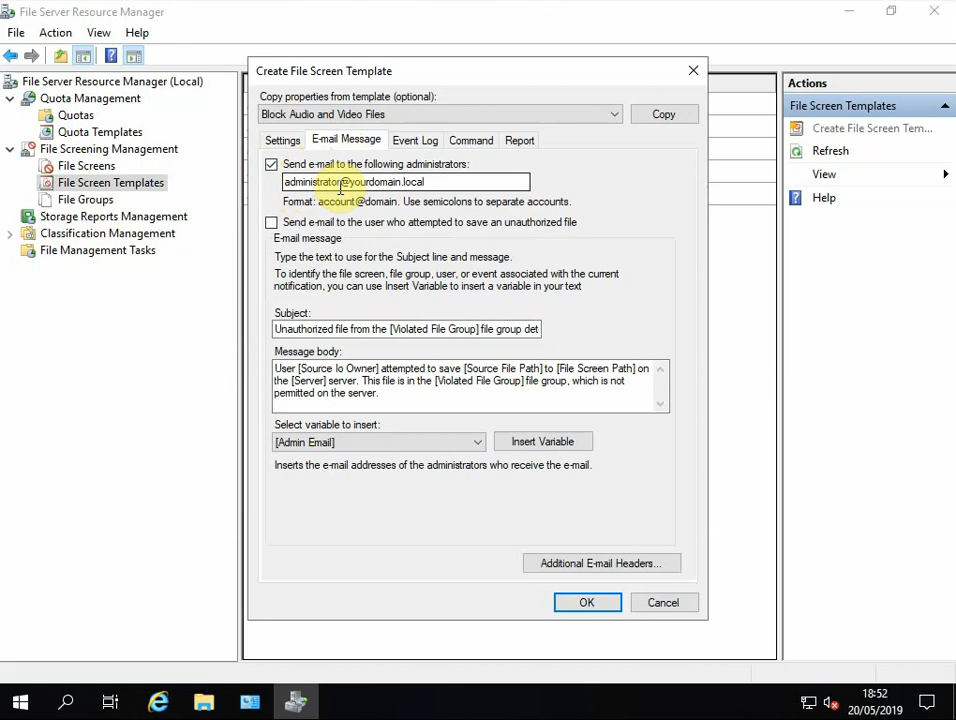 File Server Resource Manager
File Action View Help
File Server Resource Manager (Local)
Quota Management
Quotas
Quota Templates
File Screening Management
File Screens
File Screen Templates
File Groups
Storage Reports Management
Classification Management
File Management Tasks
Create File Screen Template
Copy properties from template (optional):
Block Audio and Video Files
Copy
Settings E-mail Message Event Log Command Report
Send e-mail to the following administrators:
administrator@yourdomain.local
Format: account@domain. Use semicolons to separate accounts.
Send e-mail to the user who attempted to save an unauthorized file
E-mail message
Type the text to use for the Subject line and message.
To identify the file screen, file group, user, or event associated with the current
notification, you can use Insert Variable to insert a variable in your text
Subject:
Unauthorized file from the [Violated File Group] file group det
Message body:
User [Source Io Owner] attempted to save [Source File Path] to [File Screen Path] on
the [Server] server. This file is in the [Violated File Group] file group, which is not
permitted on the server.
Select variable to insert:
[Admin Email]
Insert Variable
Inserts the e-mail addresses of the administrators who receive the e-mail.
Additional E-mail Headers...
OK
Cancel
Actions
File Screen Templates
Create File Screen Tem...
Refresh
View
Help
18:52
20/05/2019